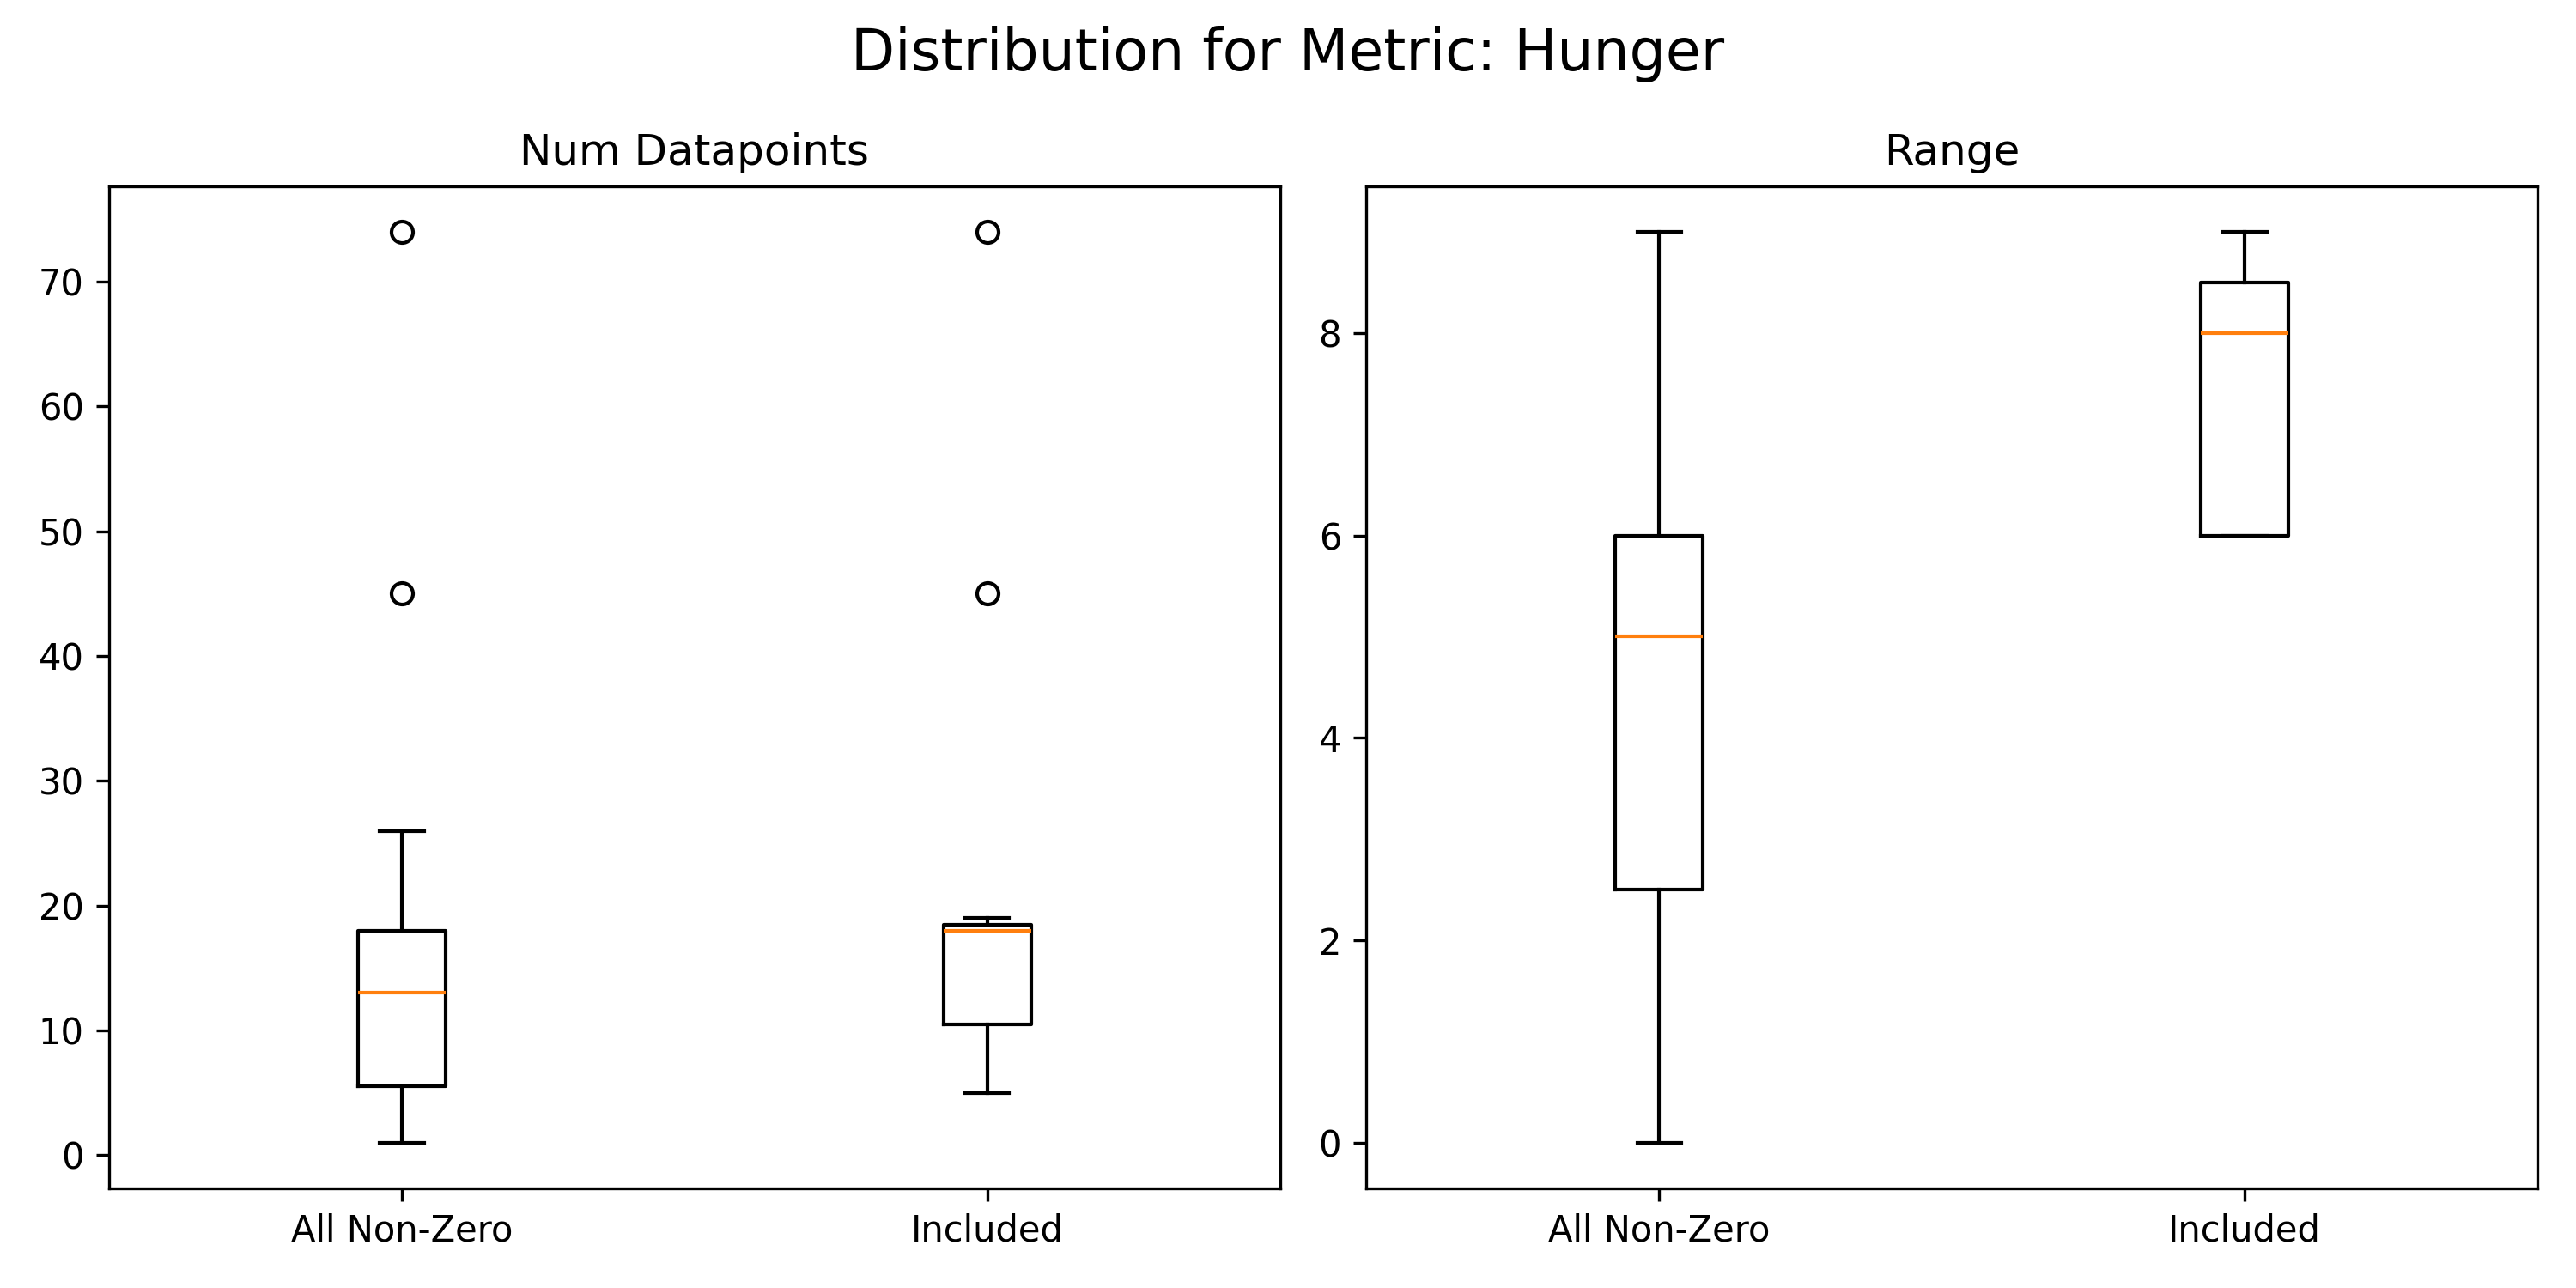 Distribution for Metric: Hunger
Num Datapoints
70
60
50
40
30
20
10
0
All Non-Zero
Included
Range
8
6
4
2
0
All Non-Zero
Included